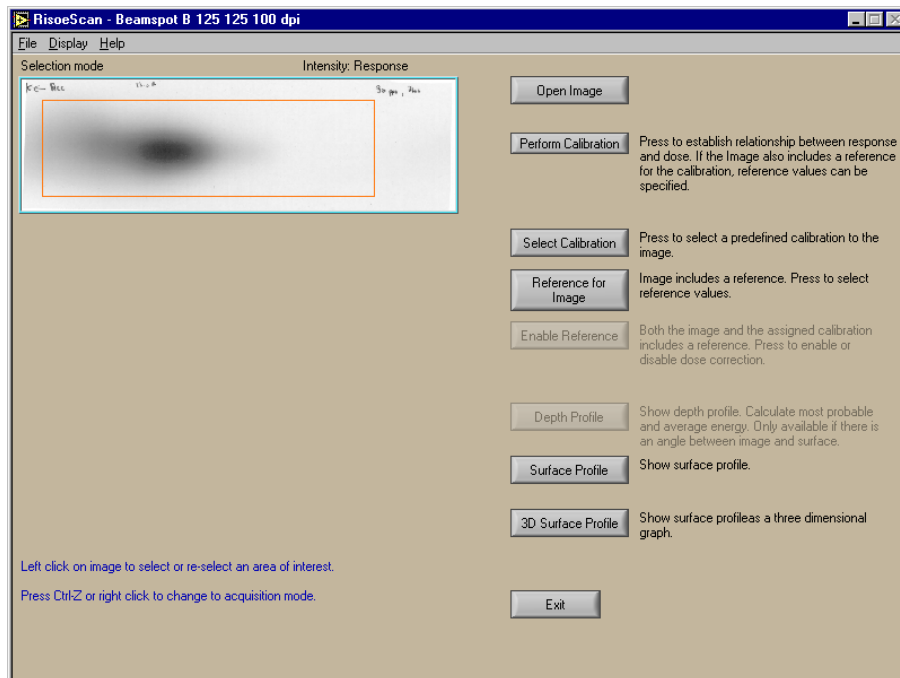 RisoeScan - Beamspot B 125 125 100 dpi
File Display Help
Selection mode
Intensity: Response
Open Image
Perform Calibration
Press to establish relationship between response
and dose. If the Image also includes a reference
for the calibration, reference values can be
specified.
Select Calibration
Press to select a predefined calibration to the
image.
Reference for
Image
Image includes a reference. Press to select
reference values.
Enable Reference
Both the image and the assigned calibration
includes a reference. Press to enable or
disable dose correction.
Depth Profile
Show depth profile. Calculate most probable
and average energy. Only available if there is
an angle between image and surface.
Surface Profile
Show surface profile.
3D Surface Profile
Show surface profileas a three dimensional
graph.
Left click on image to select or re-select an area of interest.
Press Ctrl-Z or right click to change to acquisition mode.
Exit